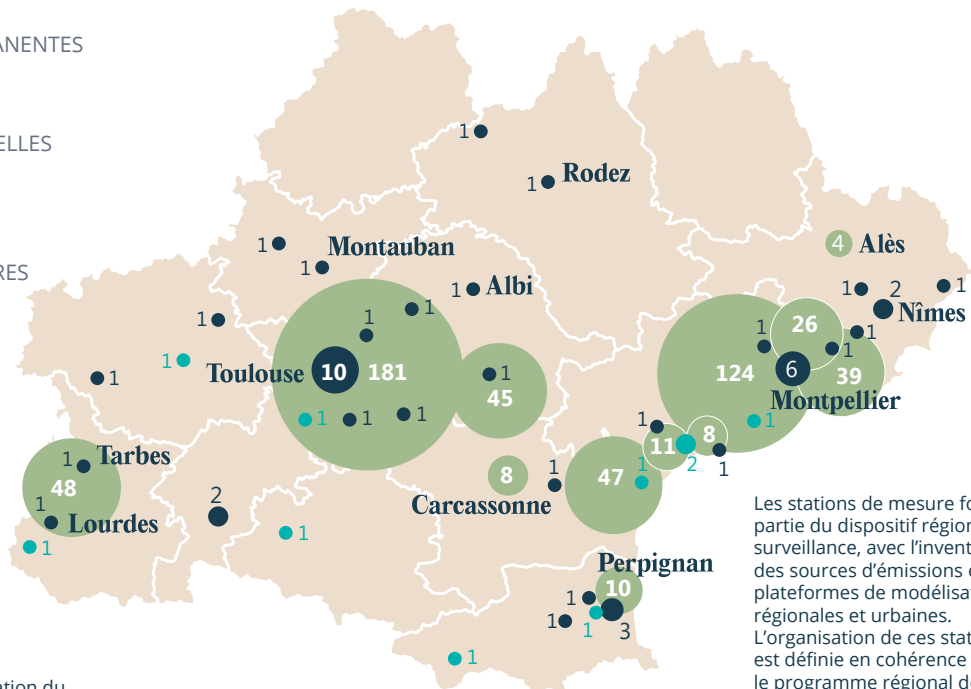 ANENTES
ELLES
RES
1
1
Rodez
4
Alès
1
Montauban
1
1
Albi
1
2
1
Nîmes
1
1
1
26
1
1
1
1
Toulouse
10
181
1
45
124
6
39
Montpellier
1
1
1
1
1
1
11
8
2
1
1
Tarbes
48
1
Lourdes
1
2
8
1
Carcassonne
47
1
1
Perpignan
10
1
1
1
3
1
Les stations de mesure fo
partie du dispositif région
surveillance, avec l'invent
des sources d'émissions e
plateformes de modélisat
régionales et urbaines.
L'organisation de ces stat
est définie en cohérence
le programme régional de
ation du